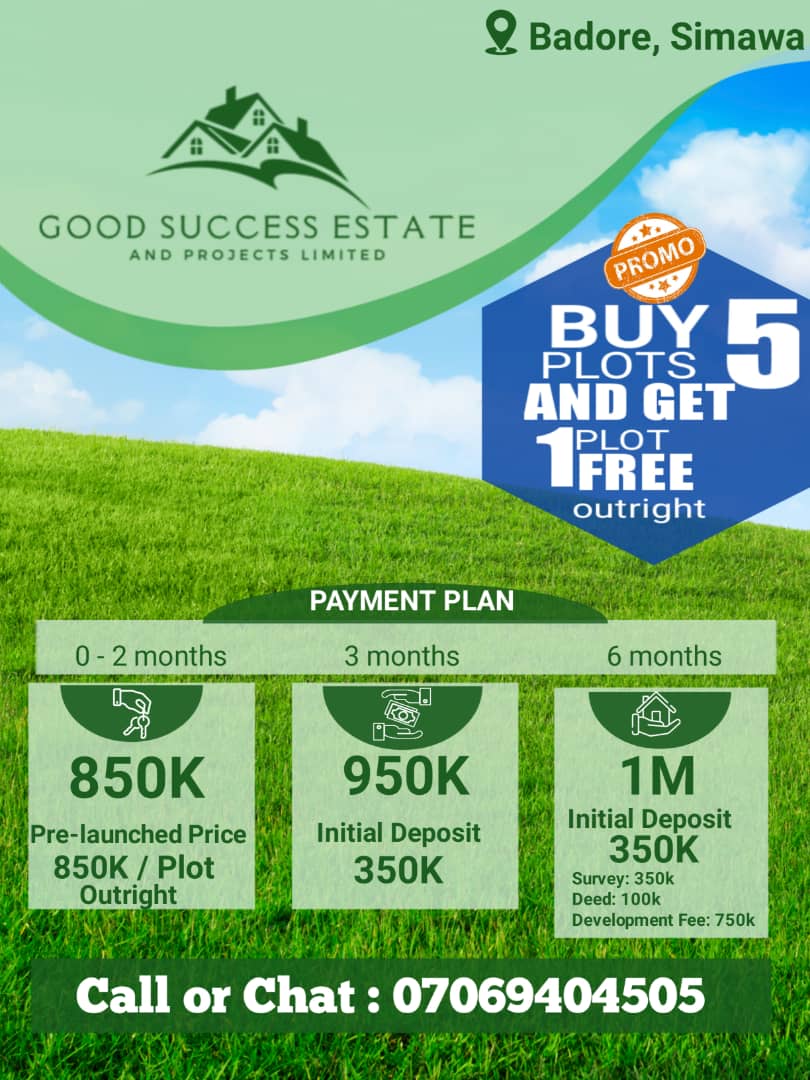 Badore, Simawa
GOOD SUCCESS ESTATE
AND PROJECTS LIMITED
PROMO
BUY 5
PLOTS
AND GET
1 PLOT
FREE
outright
PAYMENT PLAN
0 - 2 months
3 months
6 months
850K
Pre-launched Price
850K / Plot
Outright
950K
Initial Deposit
350K
1M
Initial Deposit
350K
Survey: 350k
Deed: 100k
Development Fee: 750k
Call or Chat : 07069404505